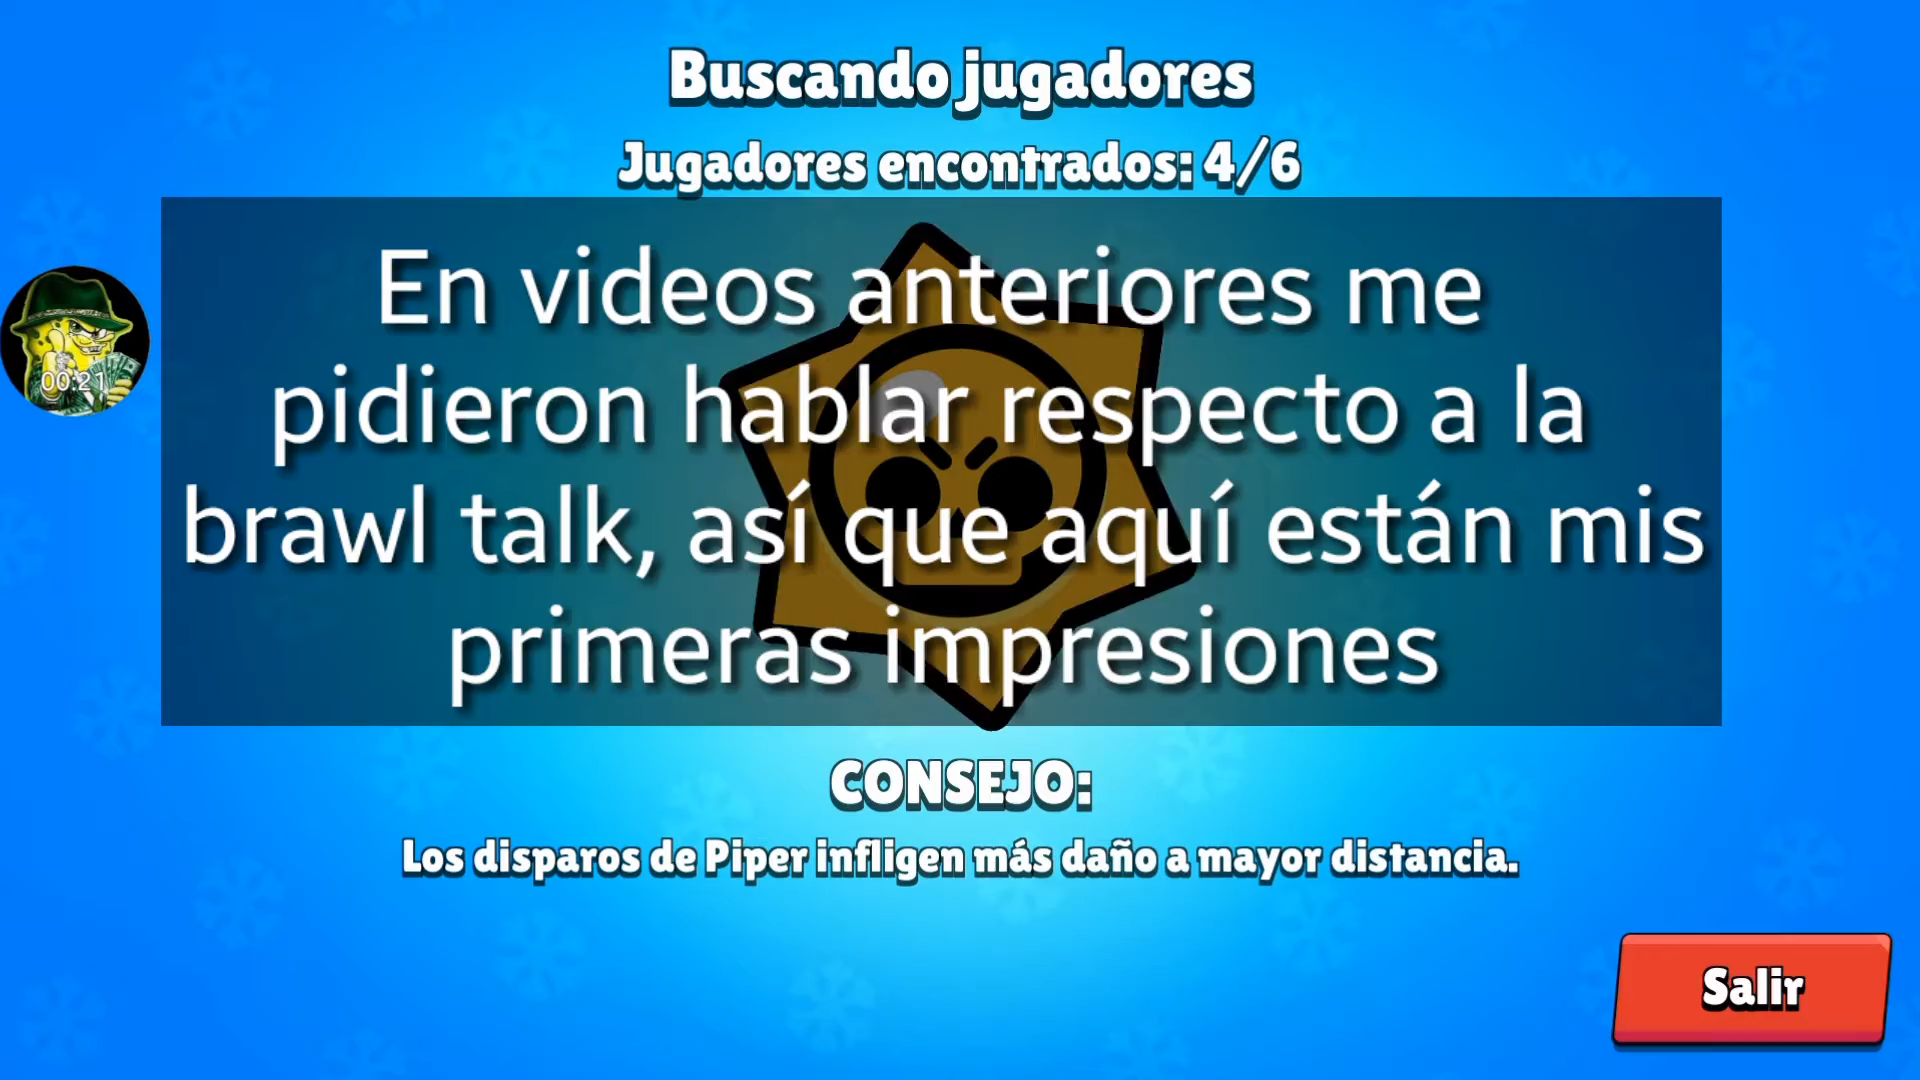 Buscando jugadores
Jugadores encontrados: 4/6
En videos anteriores me
pidieron hablar respecto a la
brawl talk, así que aquí están mis
primeras impresiones
00:21
CONSEJO:
Los disparos de Piper infligen más daño a mayor distancia.
Salir